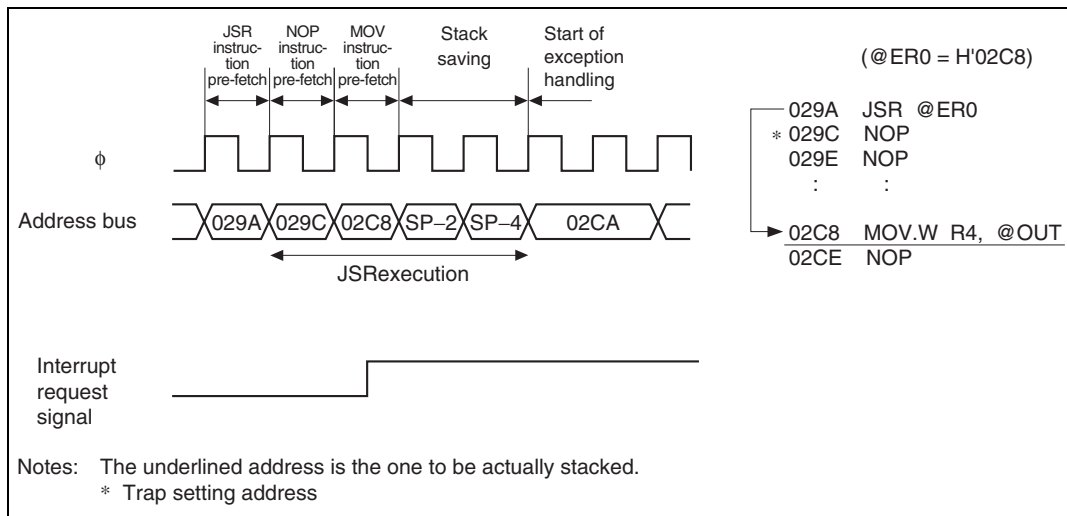 JSR
instruc-
tion
pre-fetch
NOP
instruc-
tion
pre-fetch
MOV
instruc-
tion
pre-fetch
Stack
saving
Start of
exception
handling
(@ER0 = H'02C8)
029A JSR @ER0
* 029C NOP
029E NOP
: :
02C8 MOV.W R4, @OUT
02CE NOP
φ
Address bus
029A 029C 02C8 SP−2 SP−4 02CA
JSRexecution
Interrupt
request
signal
Notes: The underlined address is the one to be actually stacked.
* Trap setting address